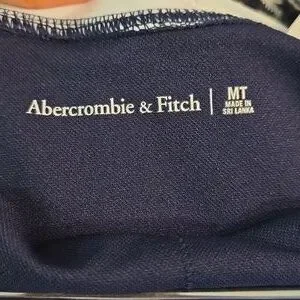 Abercrombie & Fitch | MT
MADE IN
SRI LANKA